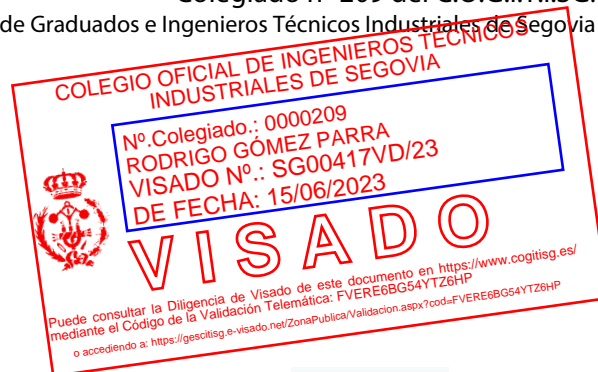 Colegiado nº 209 del C.O.G.I.T.I.SG.
de Graduados e Ingenieros Técnicos Industriales de Segovia
COLEGIO OFICIAL DE INGENIEROS TÉCNICOS
INDUSTRIALES DE SEGOVIA
Nº.Colegiado.: 0000209
RODRIGO GÓMEZ PARRA
VISADO Nº.: SG00417VD/23
DE FECHA: 15/06/2023
VISADO
Puede consultar la Diligencia de Visado de este documento en https://www.cogitisg.es/
mediante el Código de la Validación Telemática: FVERE6BG54YTZ6HP
o accediendo a: https://gescitisg.e-visado.net/ZonaPublica/Validacion.aspx?cod=FVERE6BG54YTZ6HP